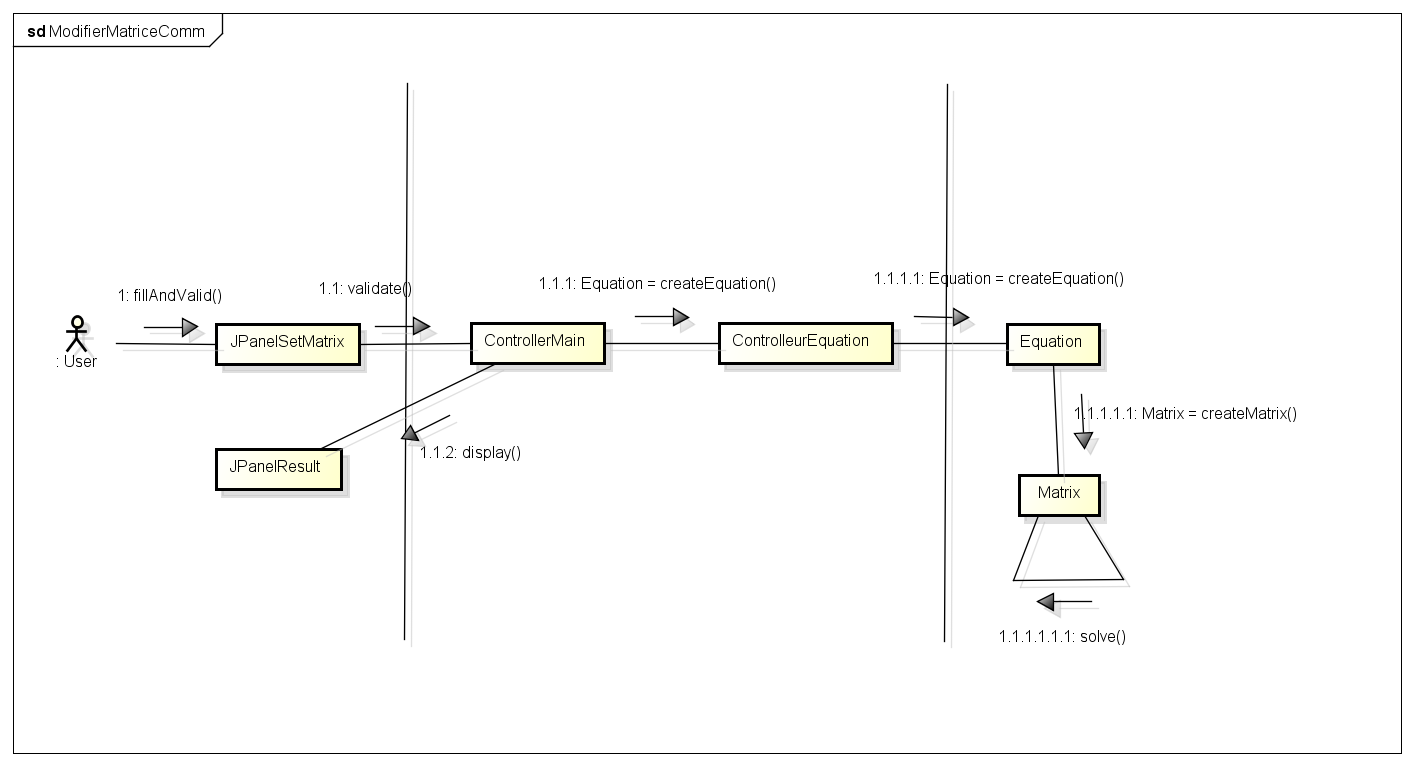 sd ModifierMatriceComm
1: fillAndValid()
1.1: validate()
1.1.1: Equation = createEquation()
1.1.1.1: Equation = createEquation()
: User
JPanelSetMatrix
ControllerMain
ControlleurEquation
Equation
1.1.1.1.1: Matrix = createMatrix()
1.1.2: display()
JPanelResult
Matrix
1.1.1.1.1.1: solve()